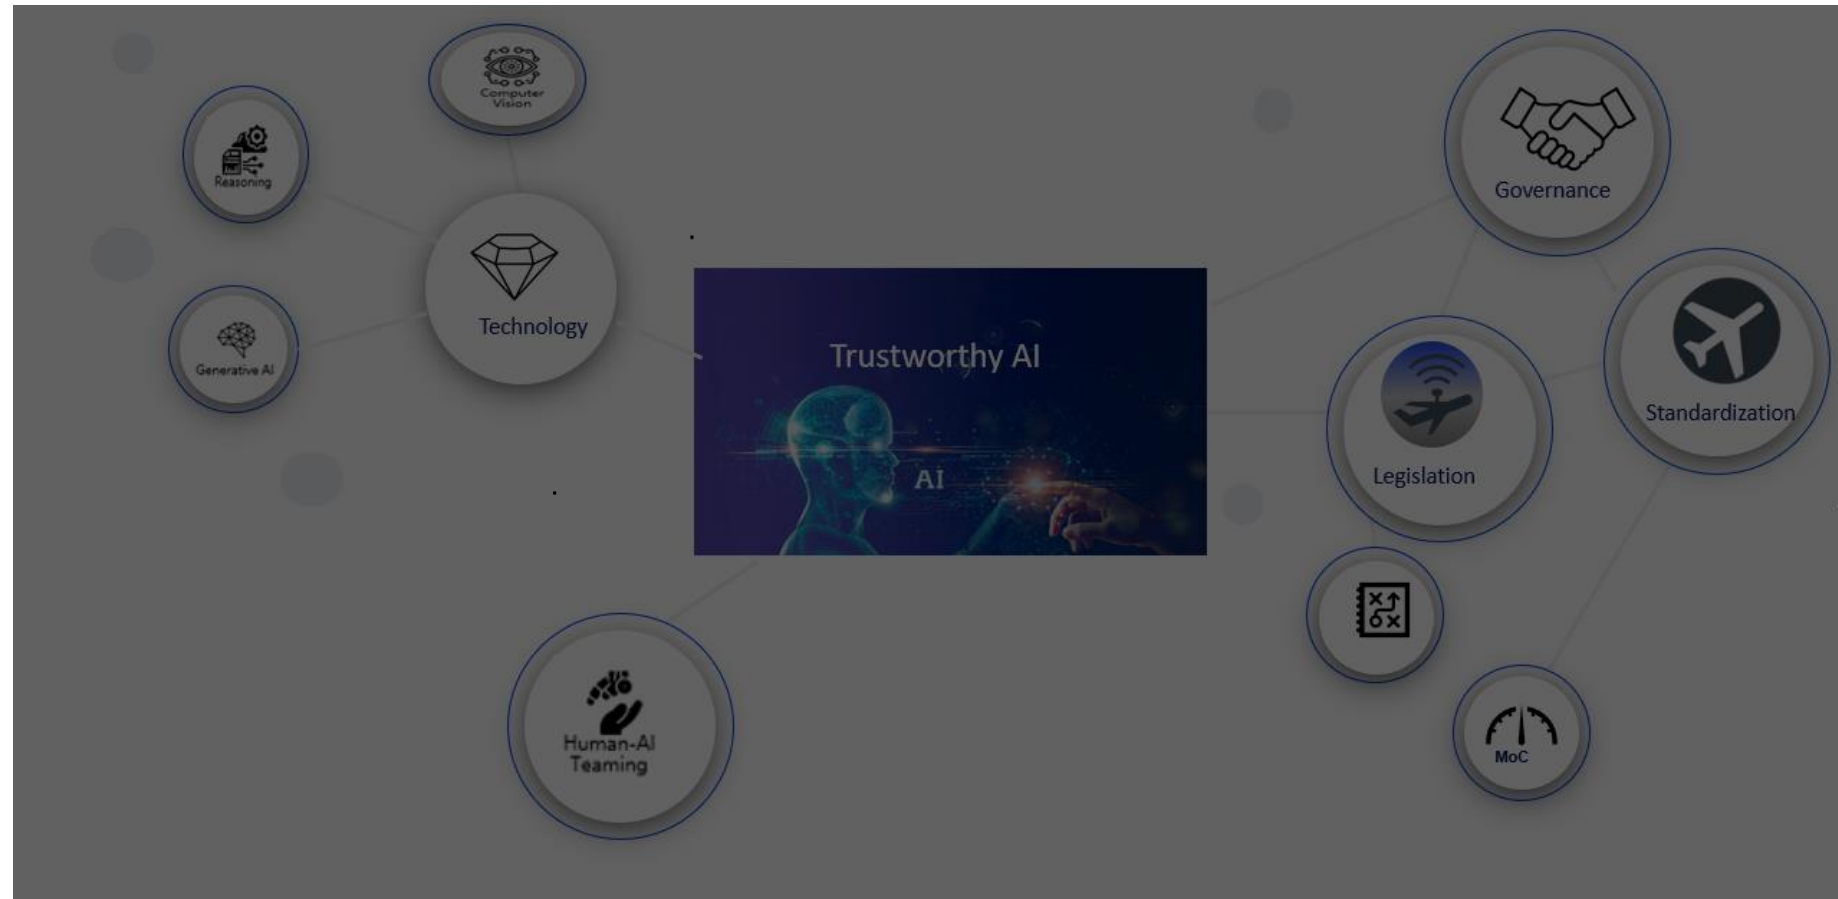 Computer
Vision
Reasoning
Governance
Technology
Generative AI
Trustworthy AI
AI
Standardization
Legislation
Human-AI
Teaming
MoC